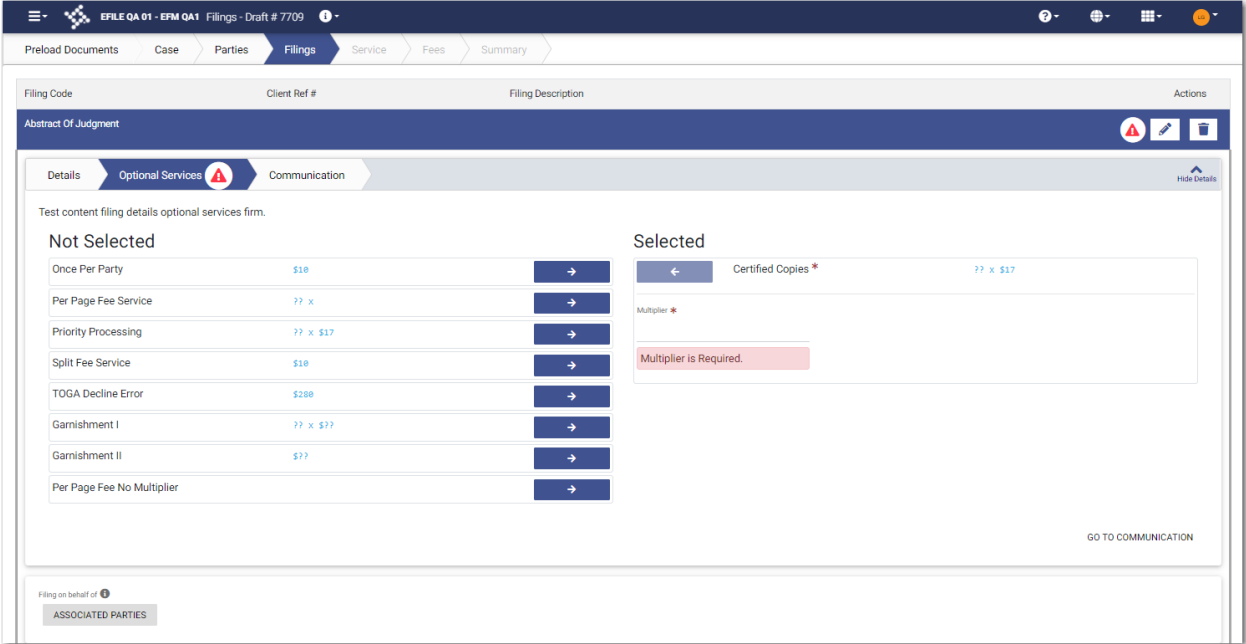 EFILE QA 01 - EFM QA1 Filings - Draft # 7709
Preload Documents Case Parties Filings Service Fees Summary
Filing Code Client Ref # Filing Description Actions
Abstract Of Judgment
Details Optional Services Communication
Hide Details
Test content filing details optional services firm.
Not Selected Selected
Once Per Party $10
Certified Copies * ?? x $17
Per Page Fee Service ?? x
Multiplier *
Priority Processing ?? x $17
Multiplier is Required.
Split Fee Service $10
TOGA Decline Error $280
Garnishment I ?? x $??
Garnishment II $??
Per Page Fee No Multiplier
GO TO COMMUNICATION
Filing on behalf of
ASSOCIATED PARTIES